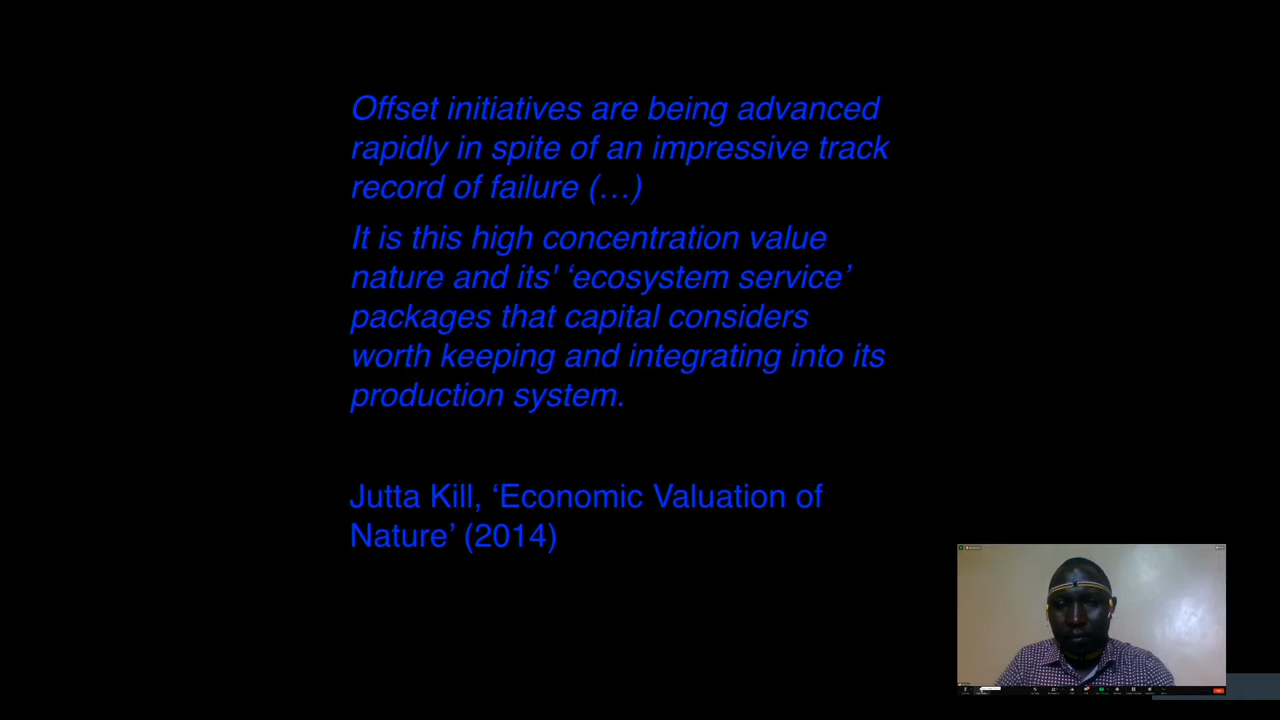 Offset initiatives are being advanced
rapidly in spite of an impressive track
record of failure (…)
It is this high concentration value
nature and its' ‘ecosystem service’
packages that capital considers
worth keeping and integrating into its
production system.
Jutta Kill, ‘Economic Valuation of
Nature’ (2014)